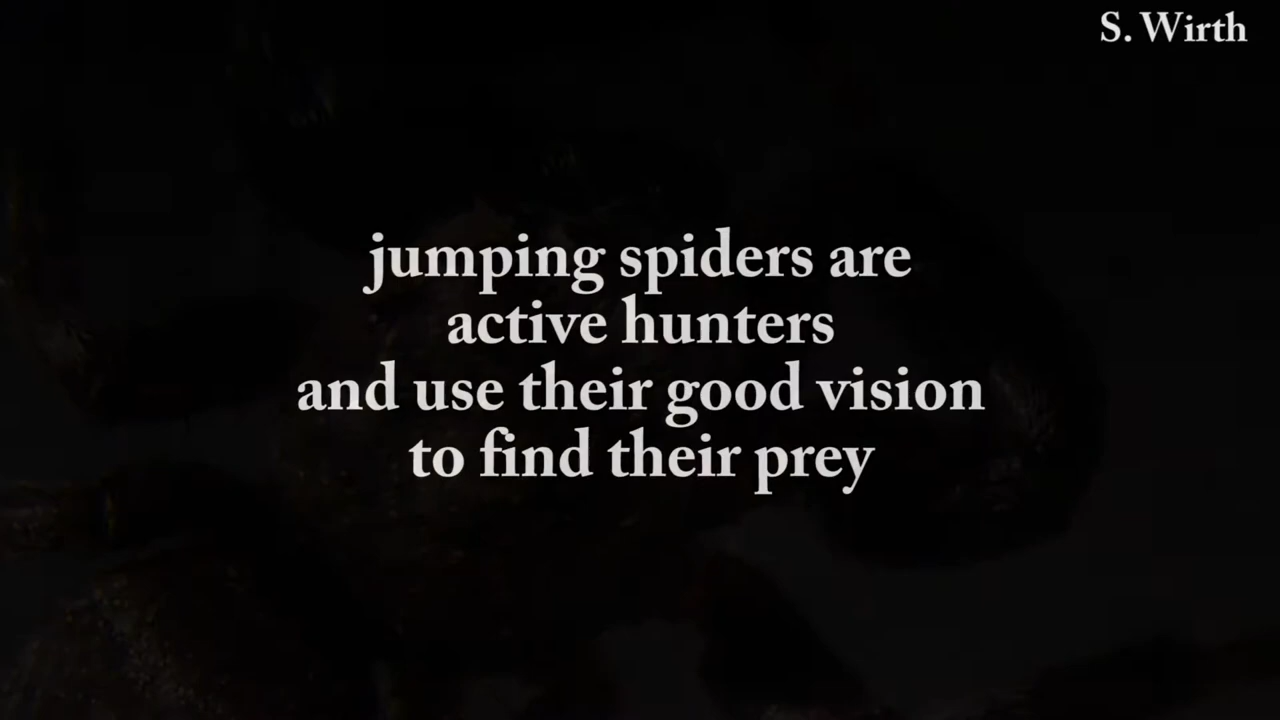 S. Wirth
jumping spiders are
active hunters
and use their good vision
to find their prey